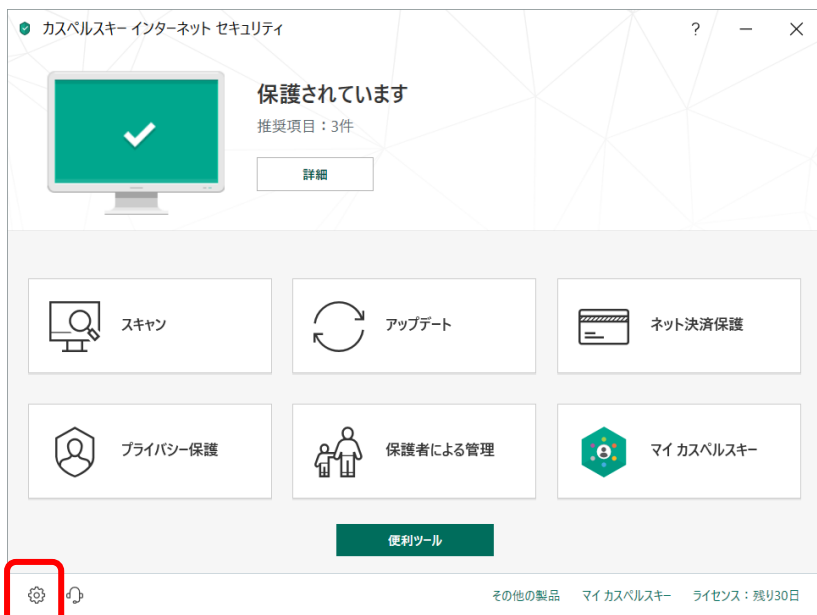 カスペルスキー インターネット セキュリティ
?
保護されています
推奨項目：3件
詳細
スキャン
アップデート
ネット決済保護
プライバシー保護
保護者による管理
マイ カスペルスキー
便利ツール
その他の製品 マイ カスペルスキー ライセンス：残り30日